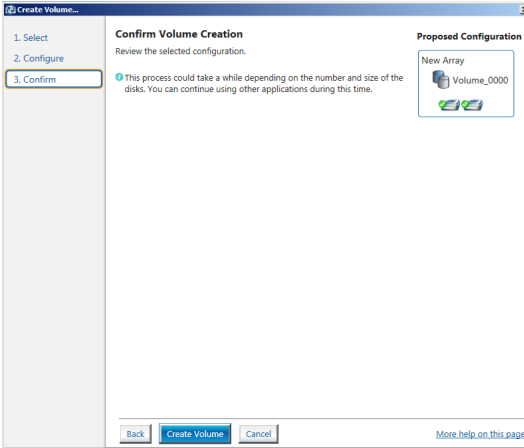 Create Volume...
1. Select
2. Configure
3. Confirm
Confirm Volume Creation
Review the selected configuration.
This process could take a while depending on the number and size of the
disks. You can continue using other applications during this time.
Proposed Configuration
New Array
Volume_0000
Back
Create Volume
Cancel
More help on this page